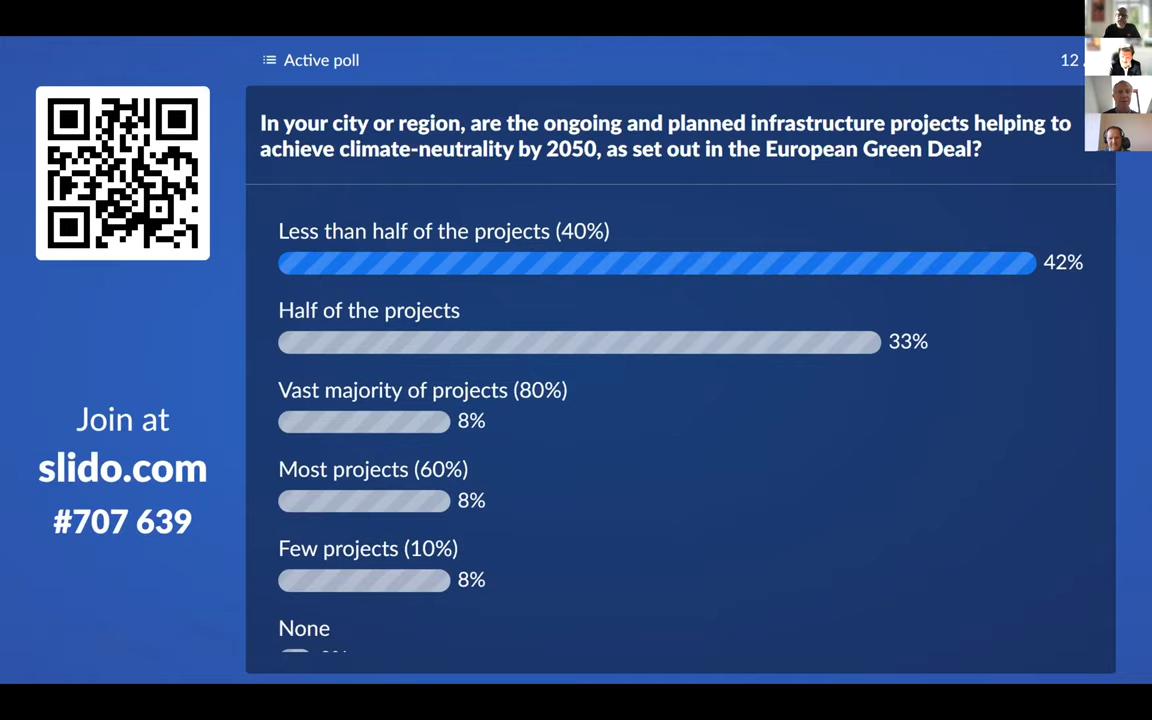 Active poll
12
In your city or region, are the ongoing and planned infrastructure projects helping to
achieve climate-neutrality by 2050, as set out in the European Green Deal?
Less than half of the projects (40%)
42%
Half of the projects
33%
Vast majority of projects (80%)
8%
Most projects (60%)
8%
Few projects (10%)
8%
None
Join at
slido.com
#707 639